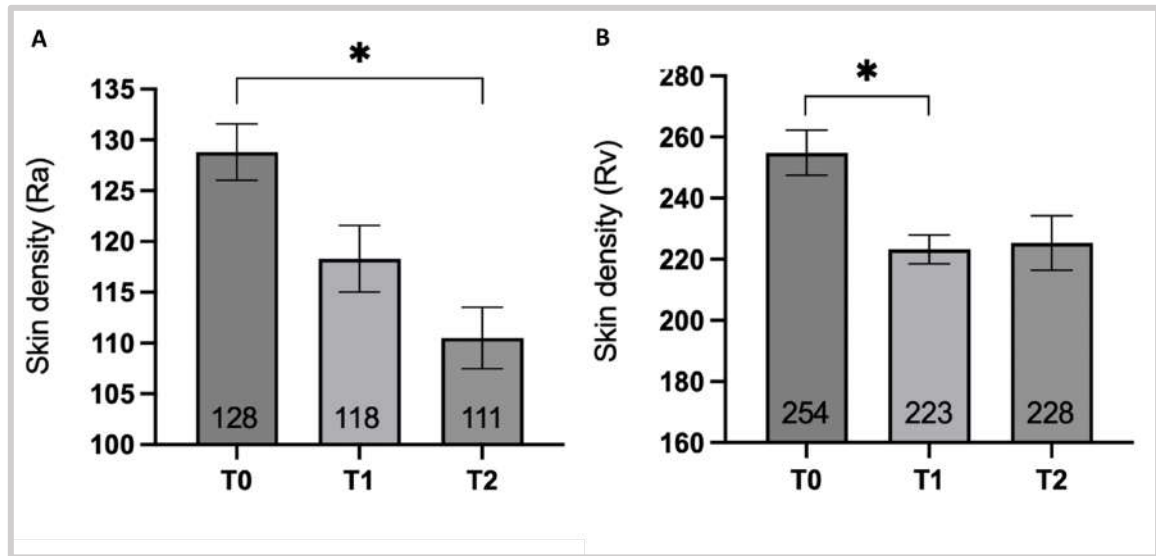 A
✱
Skin density (Ra)
135
130
125
120
115
110
105
100
128
118
111
T0
T1
T2
B
✱
Skin density (Rv)
280
260
240
220
200
180
160
254
223
228
T0
T1
T2